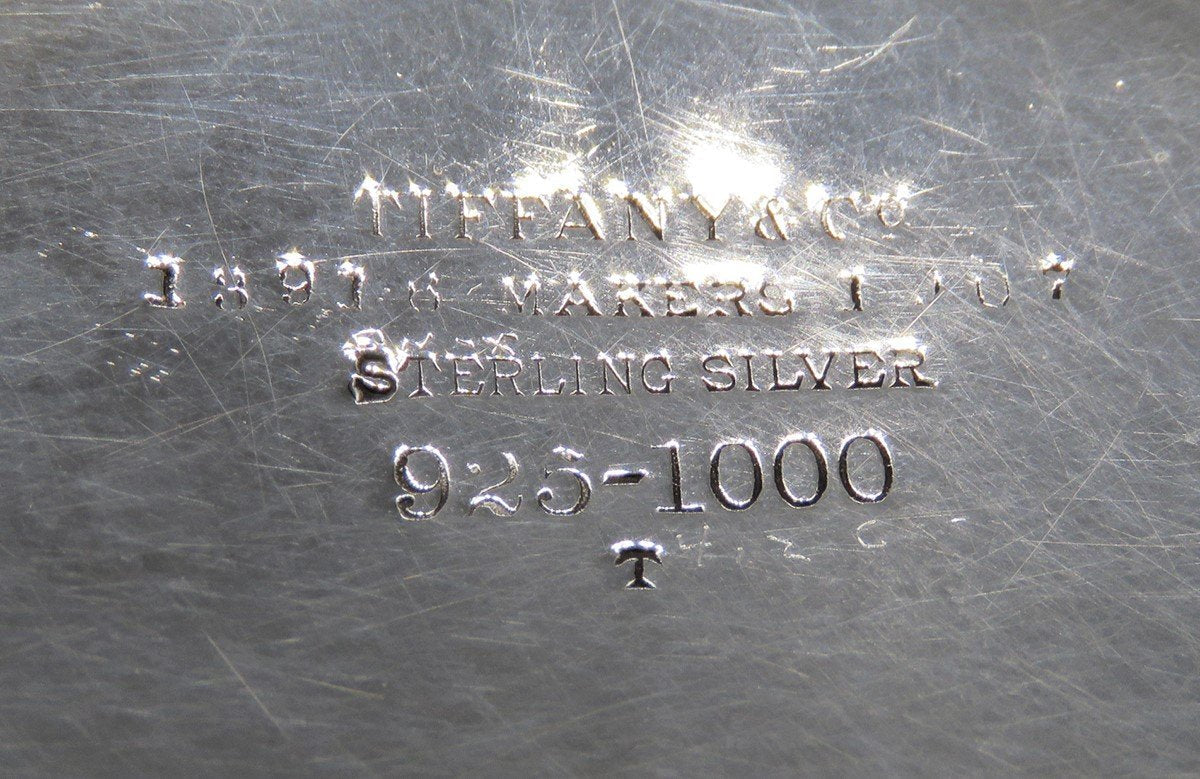 TIFFANY & Co
MAKERS
STERLING SILVER
925-1000
T